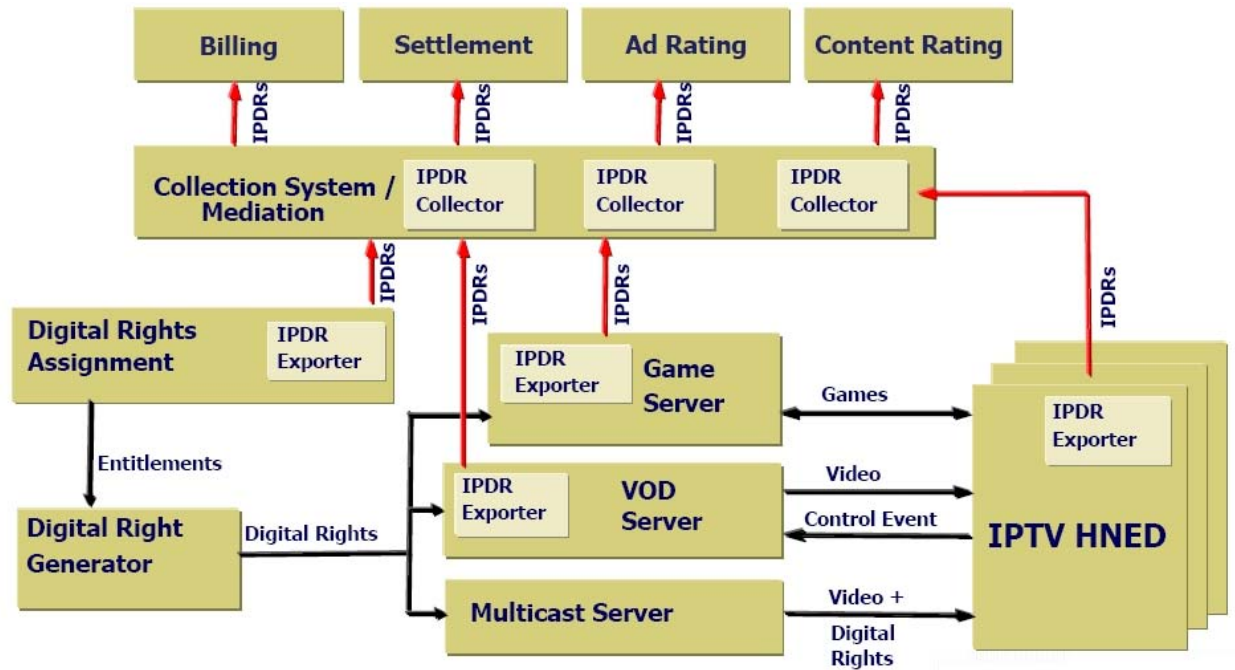 Billing
Settlement
Ad Rating
Content Rating
IPDRs
IPDRs
IPDRs
IPDRs
Collection System /
Mediation
IPDR
Collector
IPDR
Collector
IPDR
Collector
IPDRs
IPDRs
IPDRs
IPDRs
Digital Rights
Assignment
IPDR
Exporter
IPDR
Exporter
Game
Server
Games
IPDR
Exporter
Entitlements
IPDR
Exporter
VOD
Server
Video
Control Event
IPTV HNED
Digital Right
Generator
Digital Rights
Multicast Server
Video +
Digital
Rights